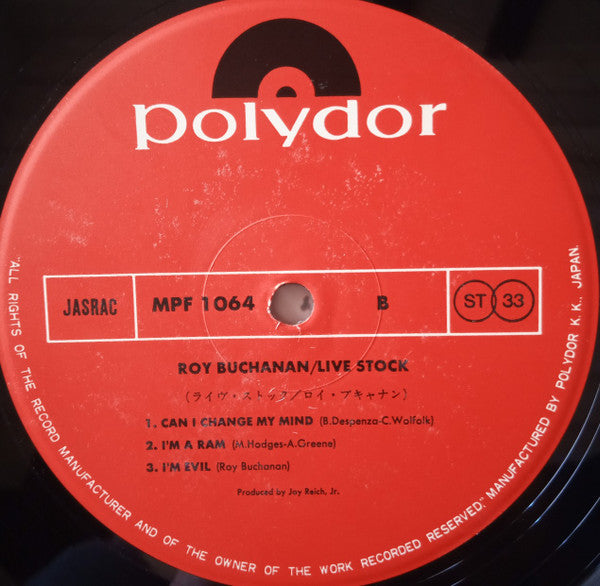 polydor
JASRAC MPF 1064 B ST 33
ROY BUCHANAN/LIVE STOCK
(ライヴ・ストック/ロイ・ブキャナン)
1. CAN I CHANGE MY MIND (B.Despenza-C.Wolfolk)
2. I'M A RAM (M.Hodges-A.Greene)
3. I'M EVIL (Roy Buchanan)
Produced by Jay Reich, Jr.
"ALL RIGHTS OF THE RECORD MANUFACTURER AND OF THE OWNER OF THE WORK RECORDED RESERVED." MANUFACTURED BY POLYDOR K.K., JAPAN.